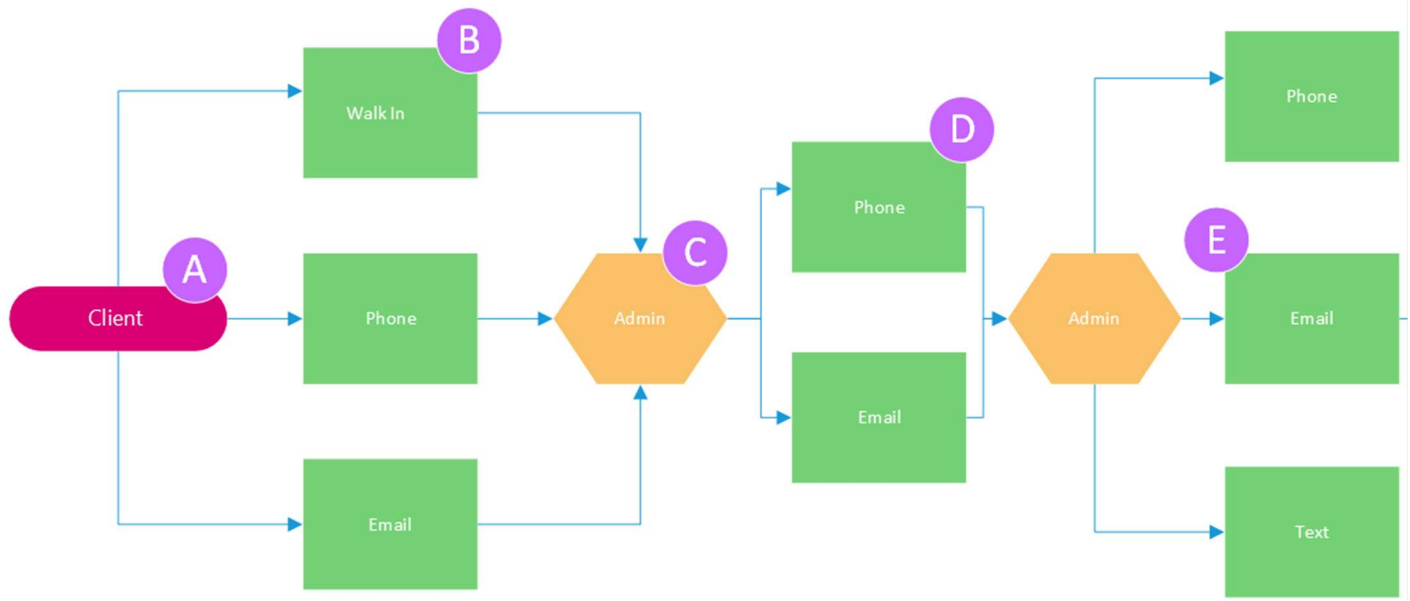 B
Walk In
Phone
D
Phone
A
C
E
Client
Phone
Admin
Admin
Email
Email
Email
Text